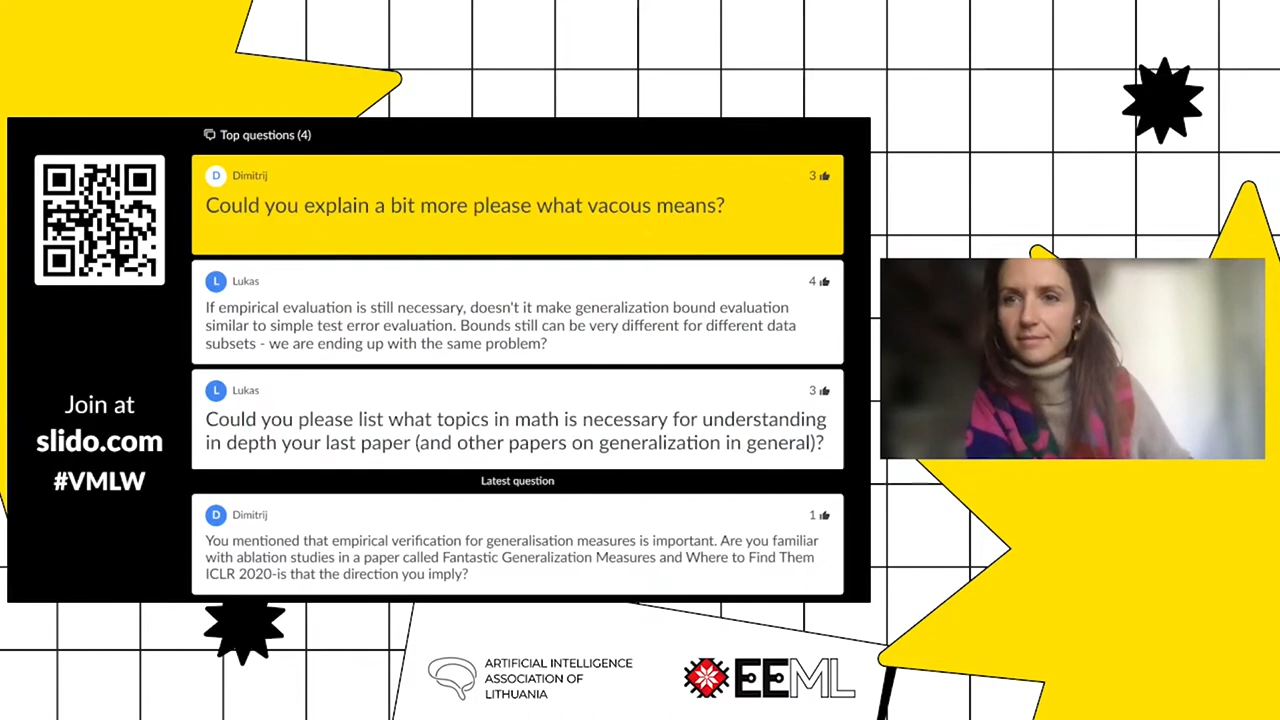 Top questions (4)
D
Dimitrij
3
Could you explain a bit more please what vacous means?
L
Lukas
4
If empirical evaluation is still necessary, doesn't it make generalization bound evaluation
similar to simple test error evaluation. Bounds still can be very different for different data
subsets - we are ending up with the same problem?
L
Lukas
3
Could you please list what topics in math is necessary for understanding
in depth your last paper (and other papers on generalization in general)?
Latest question
D
Dimitrij
1
You mentioned that empirical verification for generalisation measures is important. Are you familiar
with ablation studies in a paper called Fantastic Generalization Measures and Where to Find Them
ICLR 2020-is that the direction you imply?
Join at
slido.com
#VMLW
ARTIFICIAL INTELLIGENCE
ASSOCIATION OF
LITHUANIA
EEML